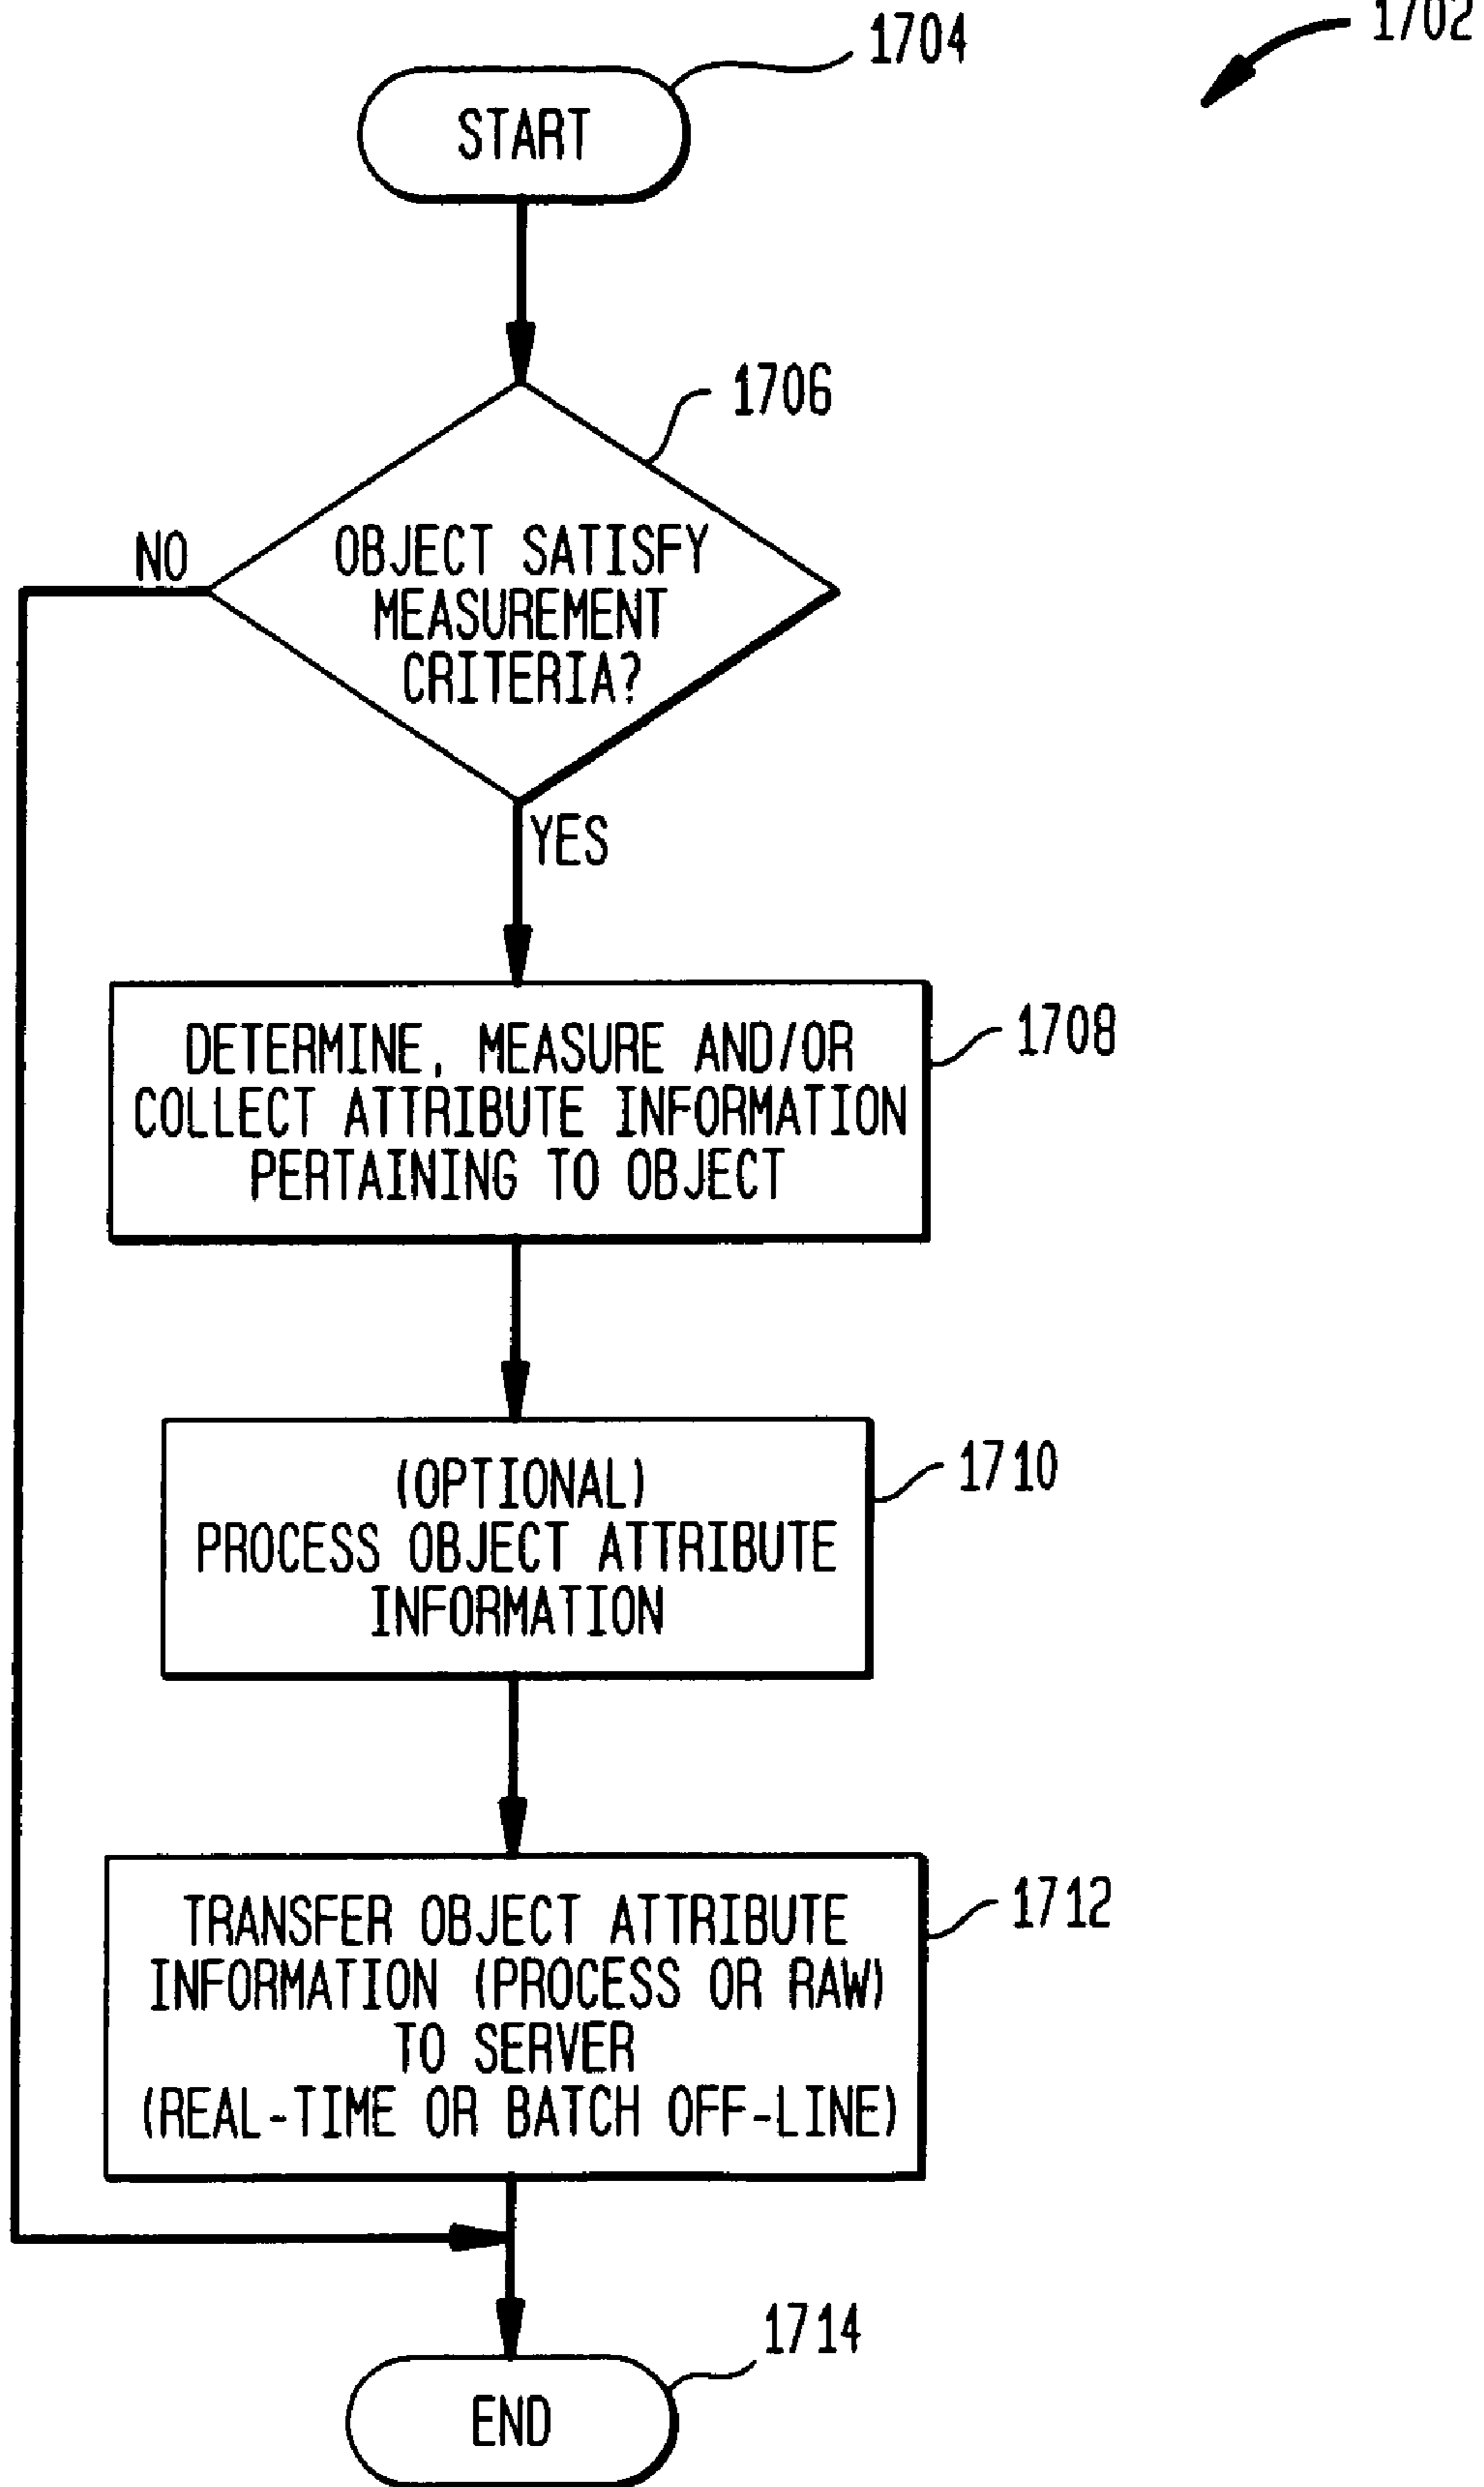 1702
1704
START
1706
NO
OBJECT SATISFY
MEASUREMENT
CRITERIA?
YES
DETERMINE, MEASURE AND/OR
COLLECT ATTRIBUTE INFORMATION
PERTAINING TO OBJECT
1708
(OPTIONAL)
PROCESS OBJECT ATTRIBUTE
INFORMATION
1710
TRANSFER OBJECT ATTRIBUTE
INFORMATION (PROCESS OR RAW)
TO SERVER
(REAL-TIME OR BATCH OFF-LINE)
1712
1714
END